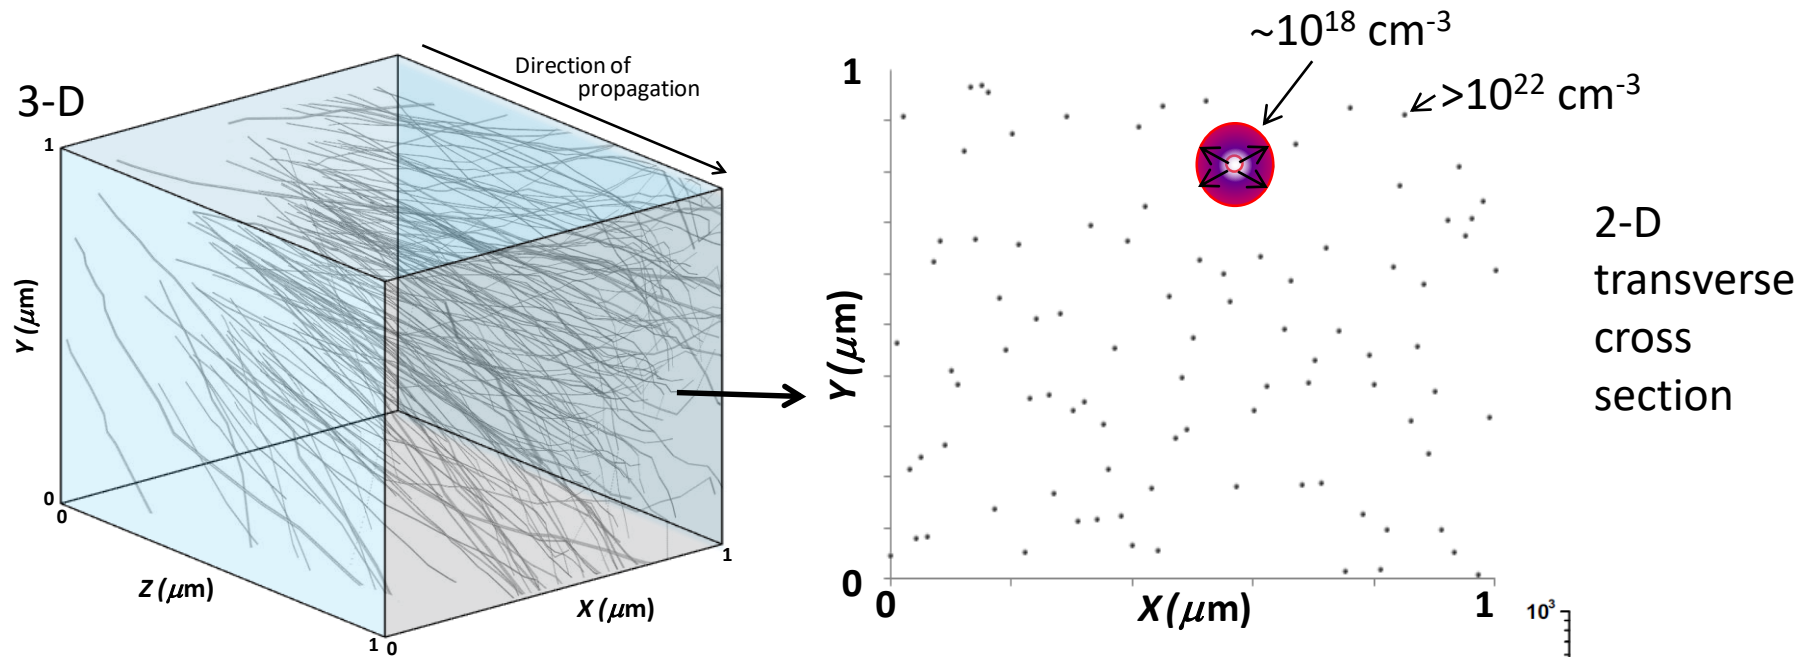 3-D
Direction of
propagation
1
Y (μm)
0
0
Z (μm)
1
0
X (μm)
1
~10¹⁸ cm⁻³
>10²² cm⁻³
1
Y (μm)
0
0
X (μm)
1
2-D
transverse
cross
section
10³